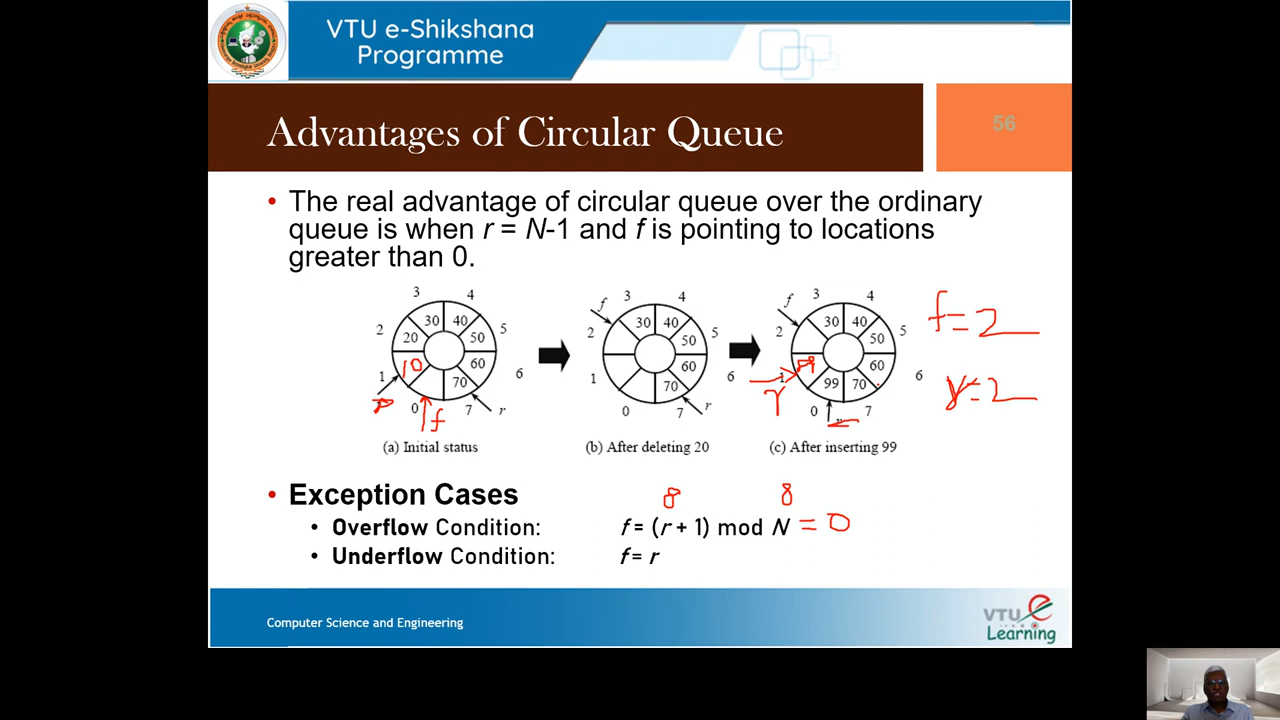 VTU e-Shikshana
Programme
Advantages of Circular Queue
56
• The real advantage of circular queue over the ordinary
queue is when r = N-1 and f is pointing to locations
greater than 0.
3 4
2 5
30 40
20 50
10 60
70
1 6
0 7 r
f
(a) Initial status
f 3 4
2 5
30 40
50
60
70
1 6
0 7 r
(b) After deleting 20
f 3 4
2 5
30 40
50
60
99 70
1 6
r
0 7
(c) After inserting 99
f=2
r=2
• Exception Cases
8 8
• Overflow Condition: f = (r + 1) mod N = 0
• Underflow Condition: f = r
Computer Science and Engineering
VTU e
Learning